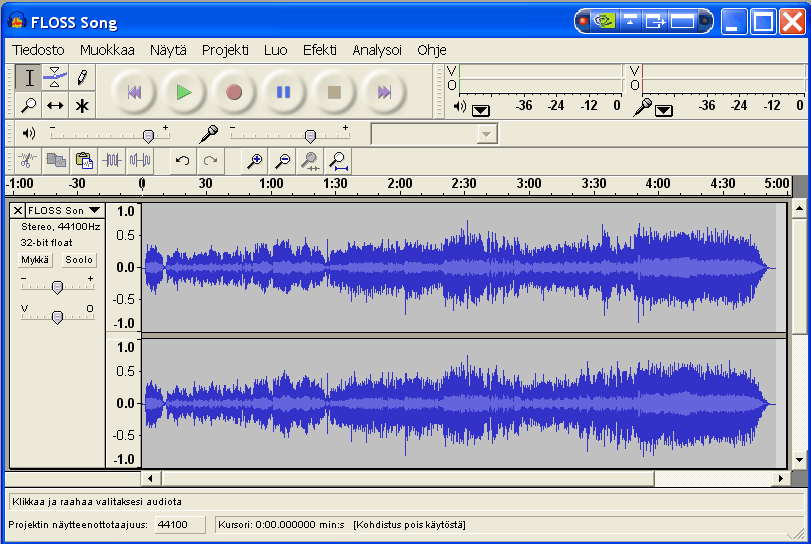 FLOSS Song
Tiedosto Muokkaa Näytä Projekti Luo Efekti Analysoi Ohje
V O -36 -24 -12 0 V O -36 -24 -12 0
- + - +
-1:00 -30 0 30 1:00 1:30 2:00 2:30 3:00 3:30 4:00 4:30 5:00
FLOSS Son
Stereo, 44100Hz
32-bit float
Mykkä Soolo
- +
V O
1.0
0.5
0.0
-0.5
-1.0
1.0
0.5
0.0
-0.5
-1.0
Klikkaa ja raahaa valitaksesi audiota
Projektin näytteenottotaajuus: 44100 Kursori: 0:00.000000 min:s [Kohdistus pois käytöstä]